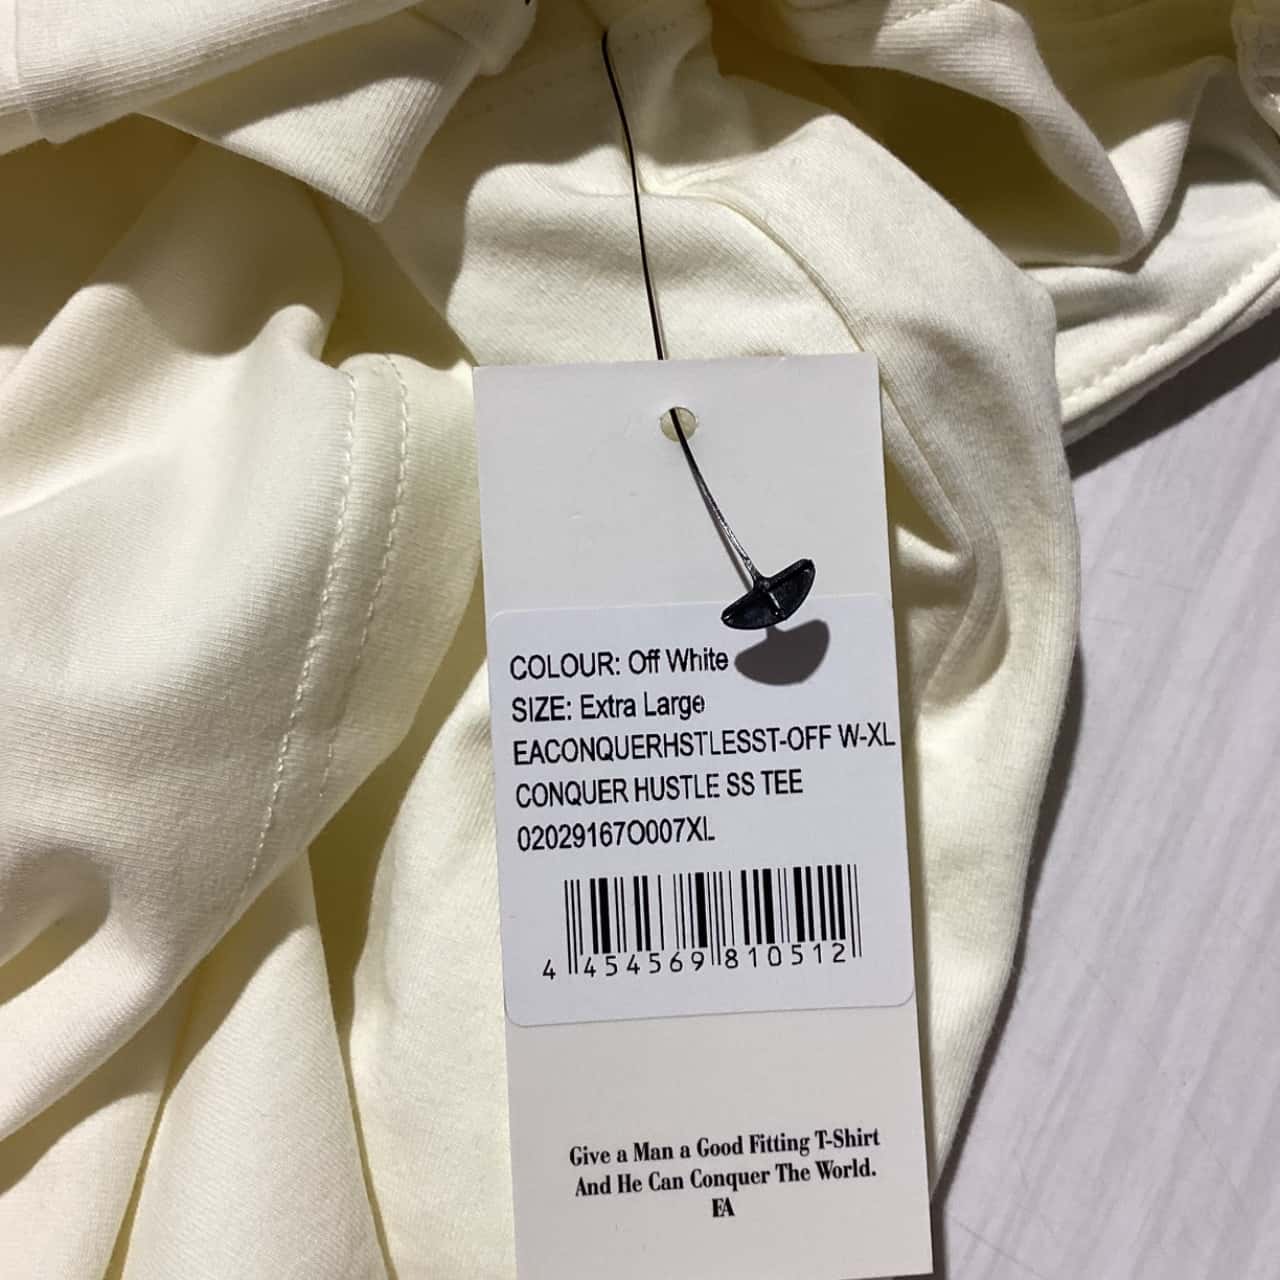 COLOUR: Off White
SIZE: Extra Large
EACONQUERHSTLESST-OFF W-XL
CONQUER HUSTLE SS TEE
02029167O007XL
4 454569 810512
Give a Man a Good Fitting T-Shirt
And He Can Conquer The World.
EA